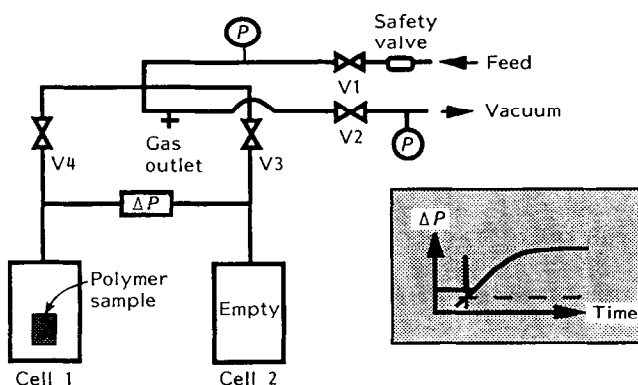 P
Safety
valve
Feed
V1
Vacuum
Gas
outlet
V2
P
V4
V3
ΔP
Polymer
sample
Empty
Cell 1
Cell 2
ΔP
Time